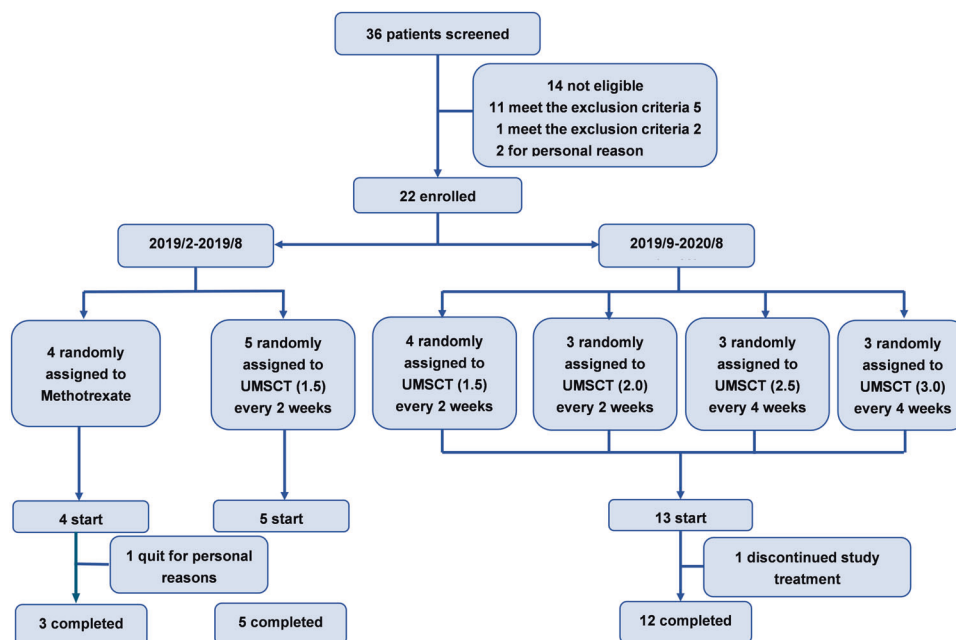 36 patients screened
14 not eligible
11 meet the exclusion criteria 5
1 meet the exclusion criteria 2
2 for personal reason
22 enrolled
2019/2-2019/8
2019/9-2020/8
4 randomly
assigned to
Methotrexate
5 randomly
assigned to
UMSCT (1.5)
every 2 weeks
4 randomly
assigned to
UMSCT (1.5)
every 2 weeks
3 randomly
assigned to
UMSCT (2.0)
every 2 weeks
3 randomly
assigned to
UMSCT (2.5)
every 4 weeks
3 randomly
assigned to
UMSCT (3.0)
every 4 weeks
4 start
5 start
13 start
1 quit for personal
reasons
1 discontinued study
treatment
3 completed
5 completed
12 completed